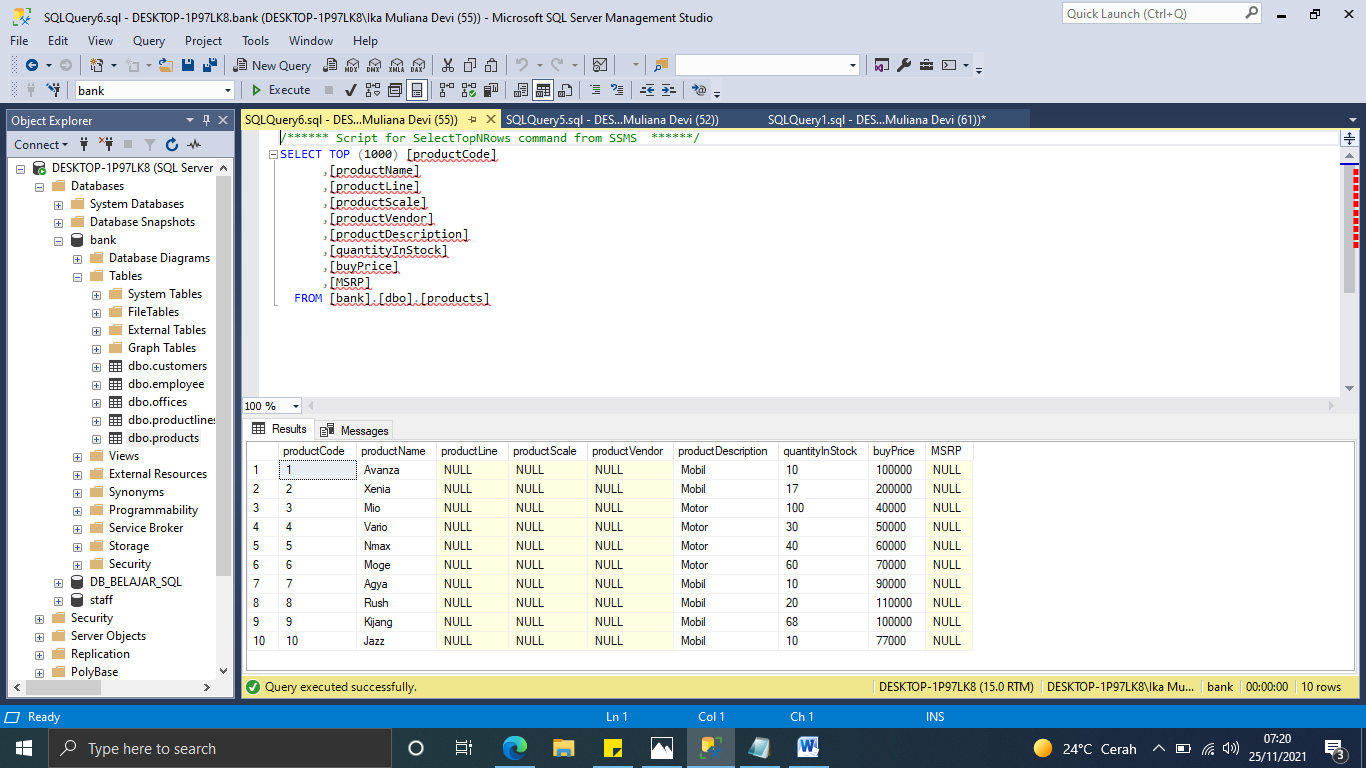 SQLQuery6.sql - DESKTOP-1P97LK8.bank (DESKTOP-1P97LK8\Ika Muliana Devi (55)) - Microsoft SQL Server Management Studio
Quick Launch (Ctrl+Q)
File Edit View Query Project Tools Window Help
New Query
MDX DMX XMLA DAX
bank
Execute
Object Explorer
Connect
DESKTOP-1P97LK8 (SQL Server
Databases
System Databases
Database Snapshots
bank
Database Diagrams
Tables
System Tables
FileTables
External Tables
Graph Tables
dbo.customers
dbo.employee
dbo.offices
dbo.productlines
dbo.products
Views
External Resources
Synonyms
Programmability
Service Broker
Storage
Security
DB_BELAJAR_SQL
staff
Security
Server Objects
Replication
PolyBase
SQLQuery6.sql - DES...Muliana Devi (55))
SQLQuery5.sql - DES...Muliana Devi (52))
SQLQuery1.sql - DES...Muliana Devi (61))*
/****** Script for SelectTopNRows command from SSMS ******/
SELECT TOP (1000) [productCode]
,[productName]
,[productLine]
,[productScale]
,[productVendor]
,[productDescription]
,[quantityInStock]
,[buyPrice]
,[MSRP]
FROM [bank].[dbo].[products]
100 %
Results Messages
productCode productName productLine productScale productVendor productDescription quantityInStock buyPrice MSRP
1 1 Avanza NULL NULL NULL Mobil 10 100000 NULL
2 2 Xenia NULL NULL NULL Mobil 17 200000 NULL
3 3 Mio NULL NULL NULL Motor 100 40000 NULL
4 4 Vario NULL NULL NULL Motor 30 50000 NULL
5 5 Nmax NULL NULL NULL Motor 40 60000 NULL
6 6 Moge NULL NULL NULL Motor 60 70000 NULL
7 7 Agya NULL NULL NULL Mobil 10 90000 NULL
8 8 Rush NULL NULL NULL Mobil 20 110000 NULL
9 9 Kijang NULL NULL NULL Mobil 68 100000 NULL
10 10 Jazz NULL NULL NULL Mobil 10 77000 NULL
Query executed successfully.
DESKTOP-1P97LK8 (15.0 RTM) DESKTOP-1P97LK8\Ika Mu... bank 00:00:00 10 rows
Ready Ln 1 Col 1 Ch 1 INS
Type here to search
24°C Cerah
07:20
25/11/2021
3